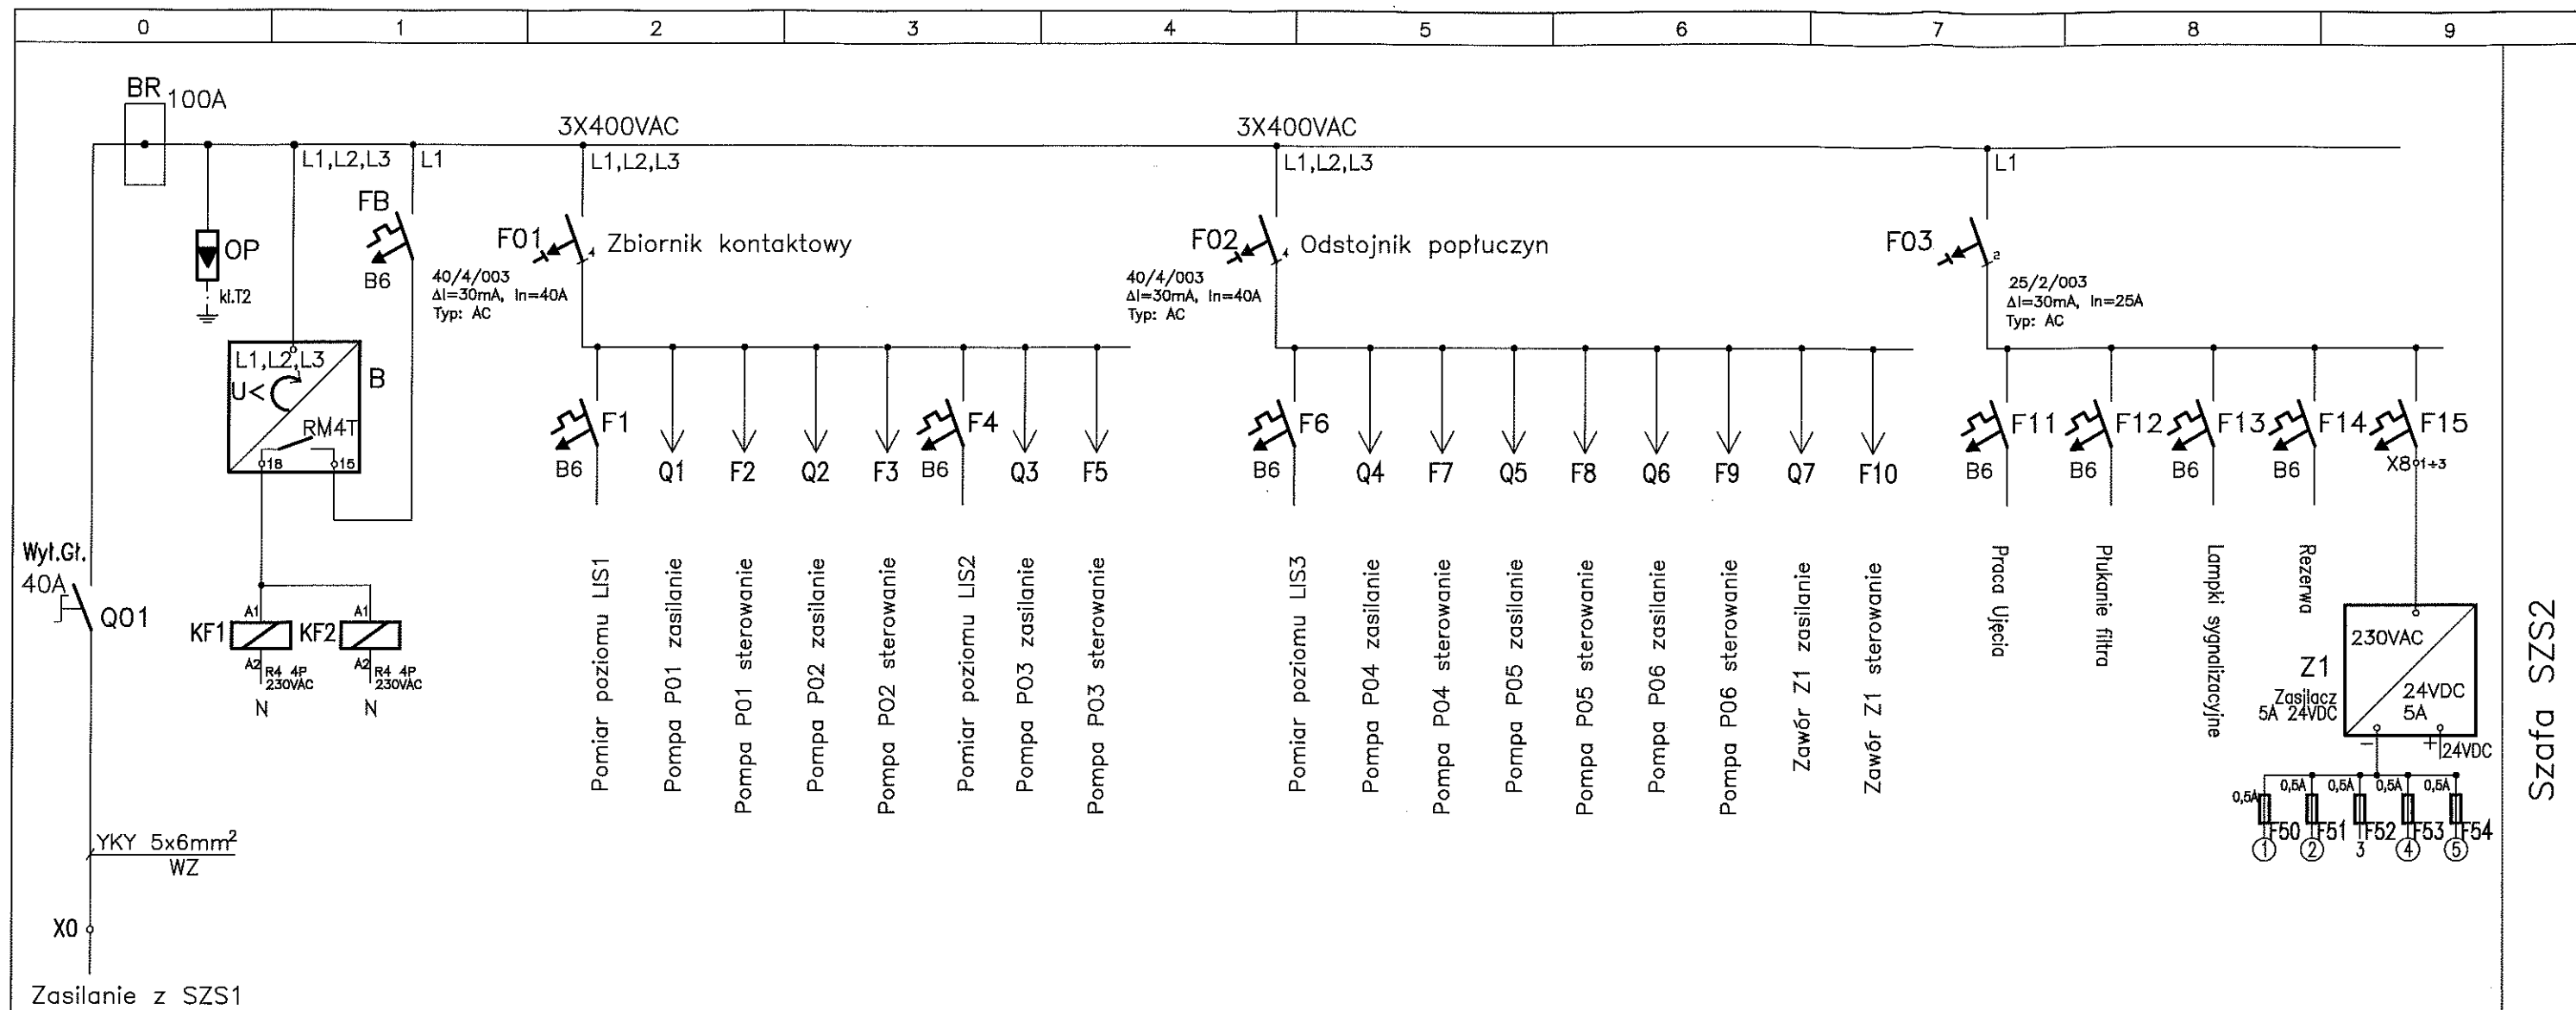 0 1 2 3 4 5 6 7 8 9
BR 100A
3X400VAC
3X400VAC
L1,L2,L3
L1
L1,L2,L3
L1,L2,L3
L1
FB
B6
OP
kl.T2
F01
Zbiornik kontaktowy
40/4/003
ΔI=30mA, In=40A
Typ: AC
4
F02
Odstojnik popłuczyn
40/4/003
ΔI=30mA, In=40A
Typ: AC
4
F03
2
25/2/003
ΔI=30mA, In=25A
Typ: AC
L1,L2,L3
U<
B
RM4T
18
15
F1
B6
Q1
F2
Q2
F3
F4
B6
Q3
F5
F6
B6
Q4
F7
Q5
F8
Q6
F9
Q7
F10
F11
B6
F12
B6
F13
B6
F14
B6
F15
X8 1÷3
Wył.Gł.
40A
Q01
KF1
A1
A2
R4 4P
230VAC
N
KF2
A1
A2
R4 4P
230VAC
N
Pomiar poziomu LIS1
Pompa P01 zasilanie
Pompa P01 sterowanie
Pompa P02 zasilanie
Pompa P02 sterowanie
Pomiar poziomu LIS2
Pompa P03 zasilanie
Pompa P03 sterowanie
Pomiar poziomu LIS3
Pompa P04 zasilanie
Pompa P04 sterowanie
Pompa P05 zasilanie
Pompa P05 sterowanie
Pompa P06 zasilanie
Pompa P06 sterowanie
Zawór Z1 zasilanie
Zawór Z1 sterowanie
Praca Ujęcia
Płukanie filtra
Lampki sygnalizacyjne
Rezerwa
230VAC
Z1
Zasilacz
5A 24VDC
24VDC
5A
−
+
24VDC
0,5A
0,5A
0,5A
0,5A
0,5A
F50
F51
F52
F53
F54
1
2
3
4
5
YKY 5x6mm²
WZ
X0
Zasilanie z SZS1
Szafa SZS2